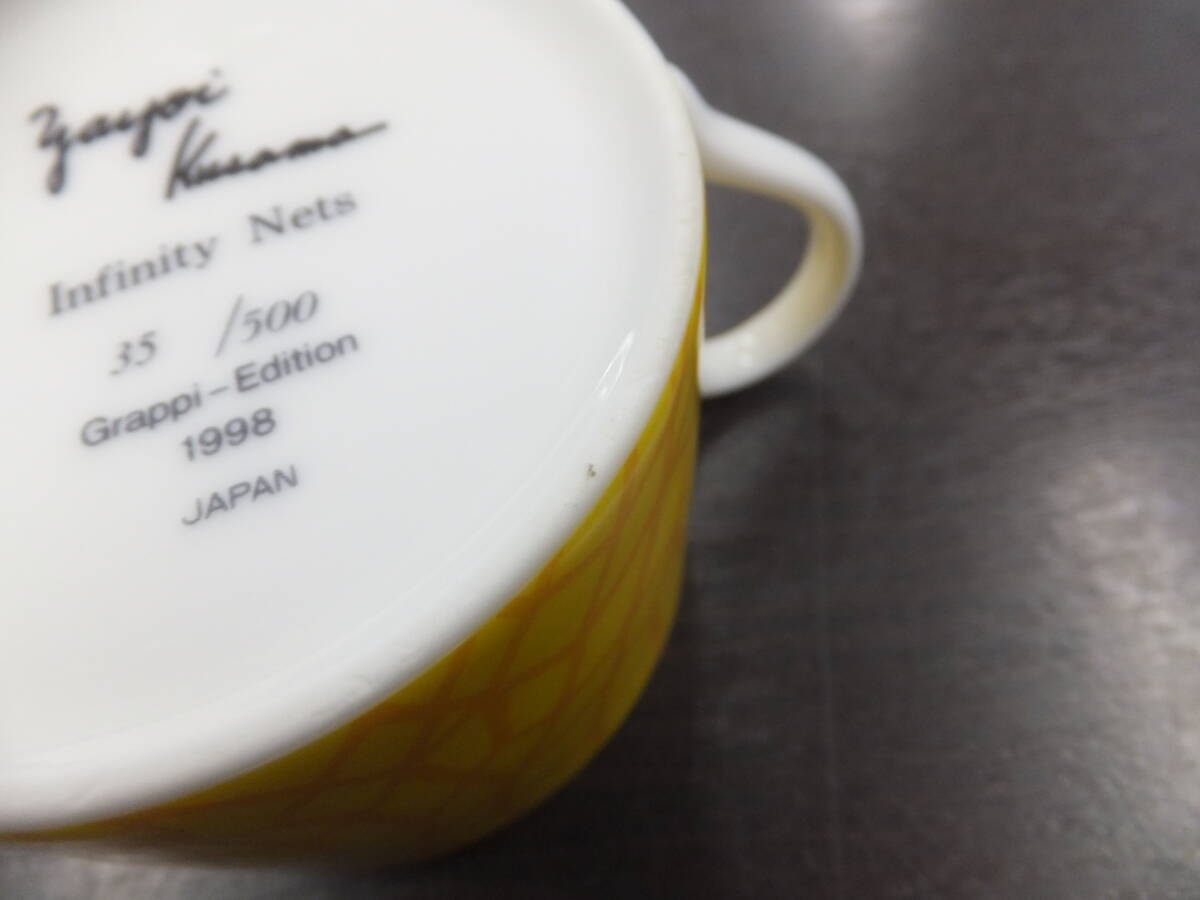 Yayoi
Kusama
Infinity Nets
35 /500
Grappi-Edition
1998
JAPAN